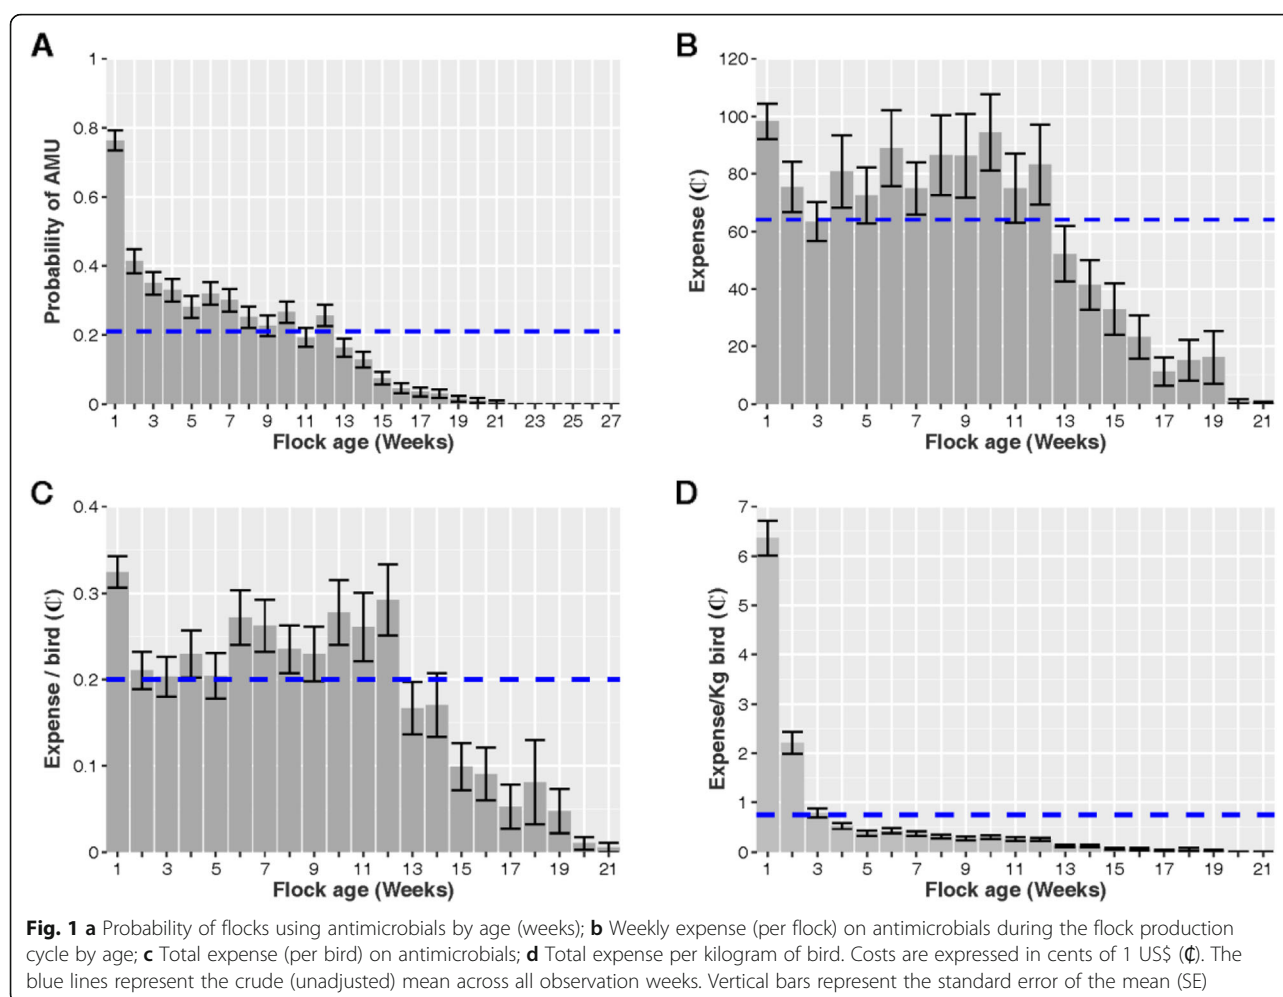 A
1
0.8
0.6
0.4
0.2
0
Probability of AMU
1 3 5 7 9 11 13 15 17 19 21 23 25 27
Flock age (Weeks)
B
120
100
80
60
40
20
0
Expense (₵)
1 3 5 7 9 11 13 15 17 19 21
Flock age (Weeks)
C
0.4
0.3
0.2
0.1
0
Expense / bird (₵)
1 3 5 7 9 11 13 15 17 19 21
Flock age (Weeks)
D
7
6
5
4
3
2
1
0
Expense/Kg bird (₵)
1 3 5 7 9 11 13 15 17 19 21
Flock age (Weeks)
Fig. 1 a Probability of flocks using antimicrobials by age (weeks); b Weekly expense (per flock) on antimicrobials during the flock production
cycle by age; c Total expense (per bird) on antimicrobials; d Total expense per kilogram of bird. Costs are expressed in cents of 1 US$ (₵). The
blue lines represent the crude (unadjusted) mean across all observation weeks. Vertical bars represent the standard error of the mean (SE)